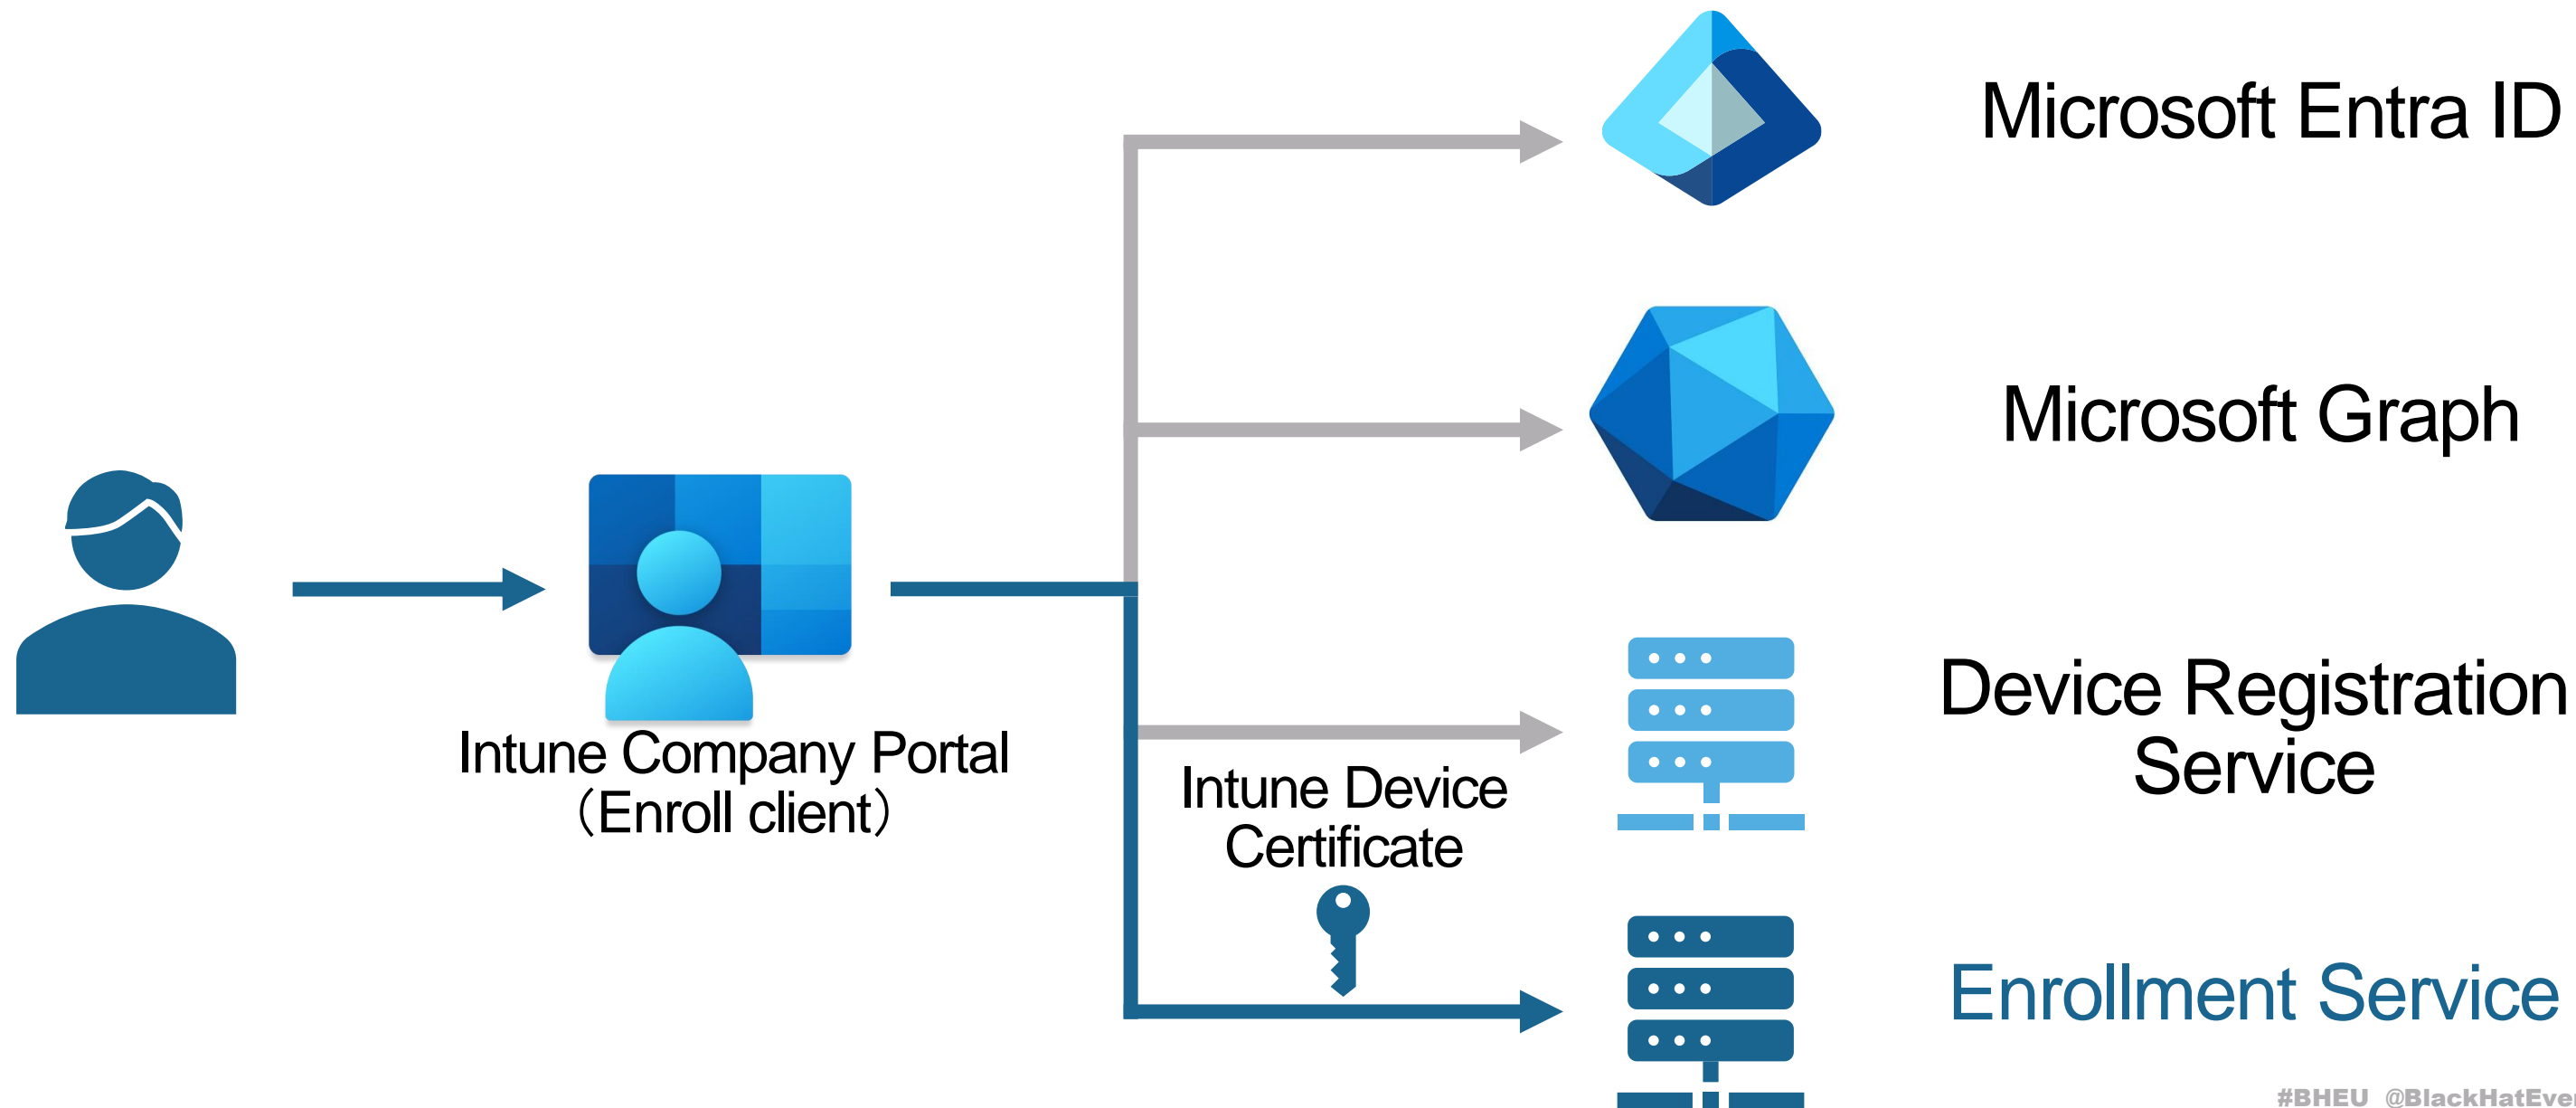 Microsoft Entra ID
Microsoft Graph
Intune Company Portal
（Enroll client）
Device Registration
Service
Intune Device
Certificate
Enrollment Service
#BHEU